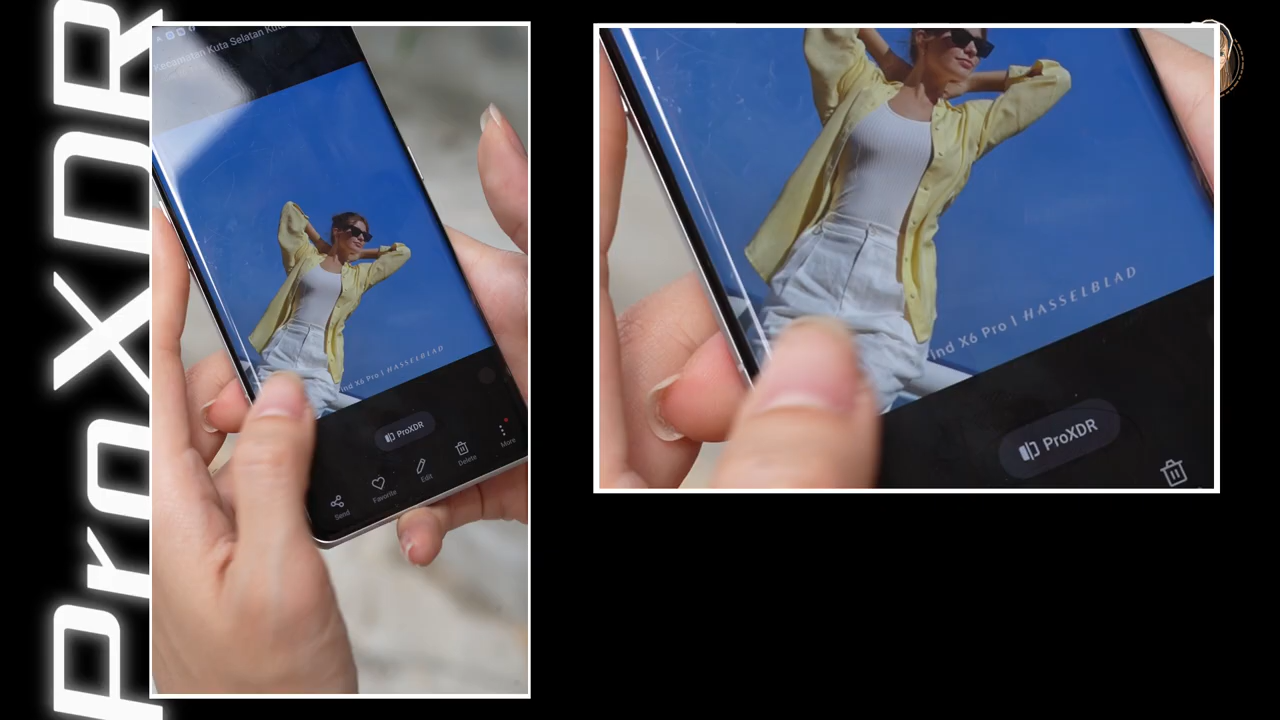 ProXDR
Kecamatan Kuta Selatan Kuta
ind X6 Pro | HASSELBLAD
ProXDR
Send
Favorite
Edit
Delete
More
ind X6 Pro | HASSELBLAD
ProXDR